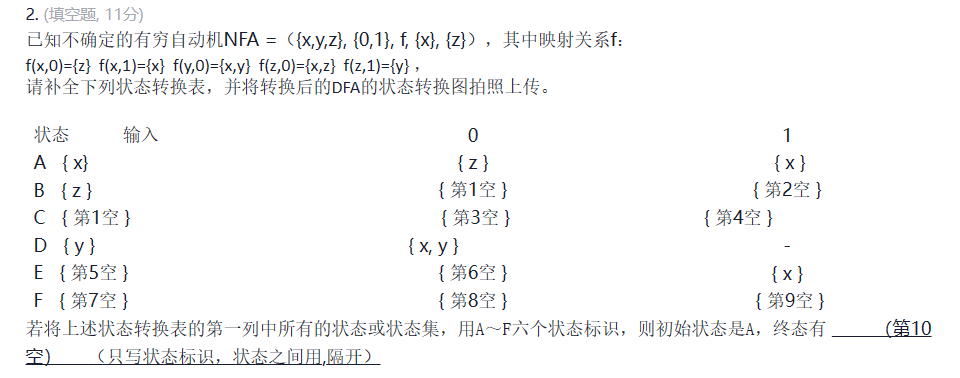 2. (填空题, 11分)
已知不确定的有穷自动机NFA =（{x,y,z}, {0,1}, f, {x}, {z}），其中映射关系f：
f(x,0)={z} f(x,1)={x} f(y,0)={x,y} f(z,0)={x,z} f(z,1)={y} ，
请补全下列状态转换表，并将转换后的DFA的状态转换图拍照上传。
状态 输入 0 1
A { x} { z } { x }
B { z } { 第1空 } { 第2空 }
C { 第1空 } { 第3空 } { 第4空 }
D { y } { x, y } -
E { 第5空 } { 第6空 } { x }
F { 第7空 } { 第8空 } { 第9空 }
若将上述状态转换表的第一列中所有的状态或状态集，用A～F六个状态标识，则初始状态是A，终态有 ______(第10
空)____（只写状态标识，状态之间用,隔开）